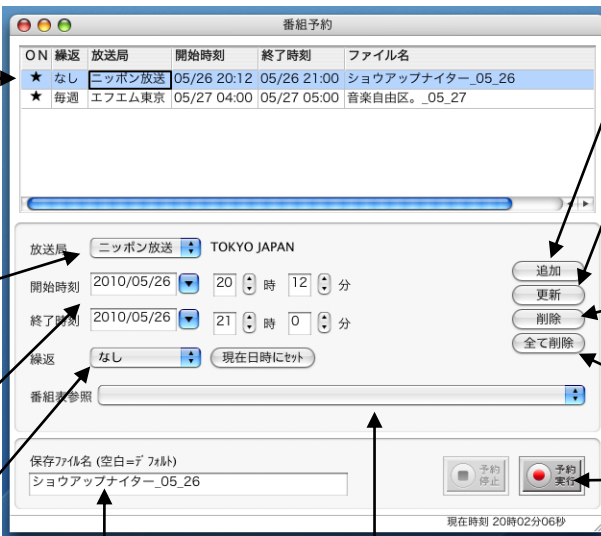 番組予約
ON 繰返 放送局 開始時刻 終了時刻 ファイル名
★ なし ニッポン放送 05/26 20:12 05/26 21:00 ショウアップナイター_05_26
★ 毎週 エフエム東京 05/27 04:00 05/27 05:00 音楽自由区。_05_27
放送局 ニッポン放送 TOKYO JAPAN
追加
開始時刻 2010/05/26 20 時 12 分
更新
終了時刻 2010/05/26 21 時 0 分
削除
全て削除
繰返 なし 現在日時にｾｯﾄ
番組表参照
保存ﾌｧｲﾙ名 (空白=ﾃﾞﾌｫﾙﾄ)
ショウアップナイター_05_26
予約停止
予約実行
現在時刻 20時02分06秒